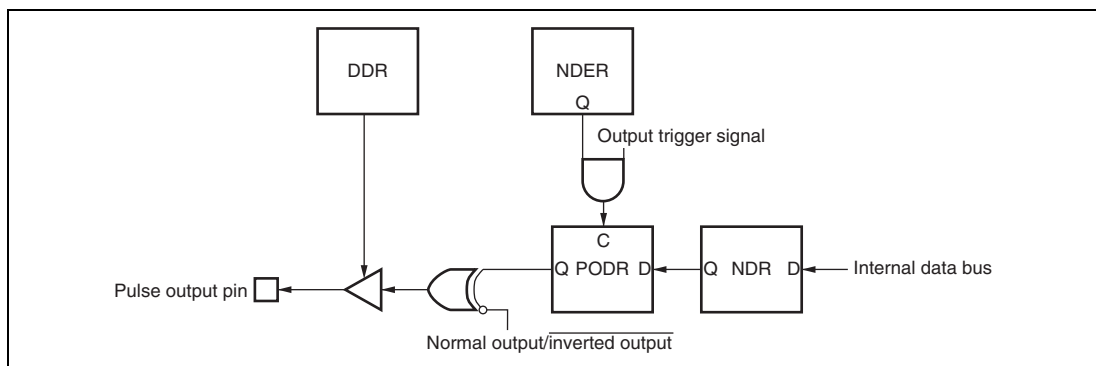 DDR
NDER
Q
Output trigger signal
C
Q PODR D
Q NDR D
Internal data bus
Pulse output pin
Normal output/inverted output